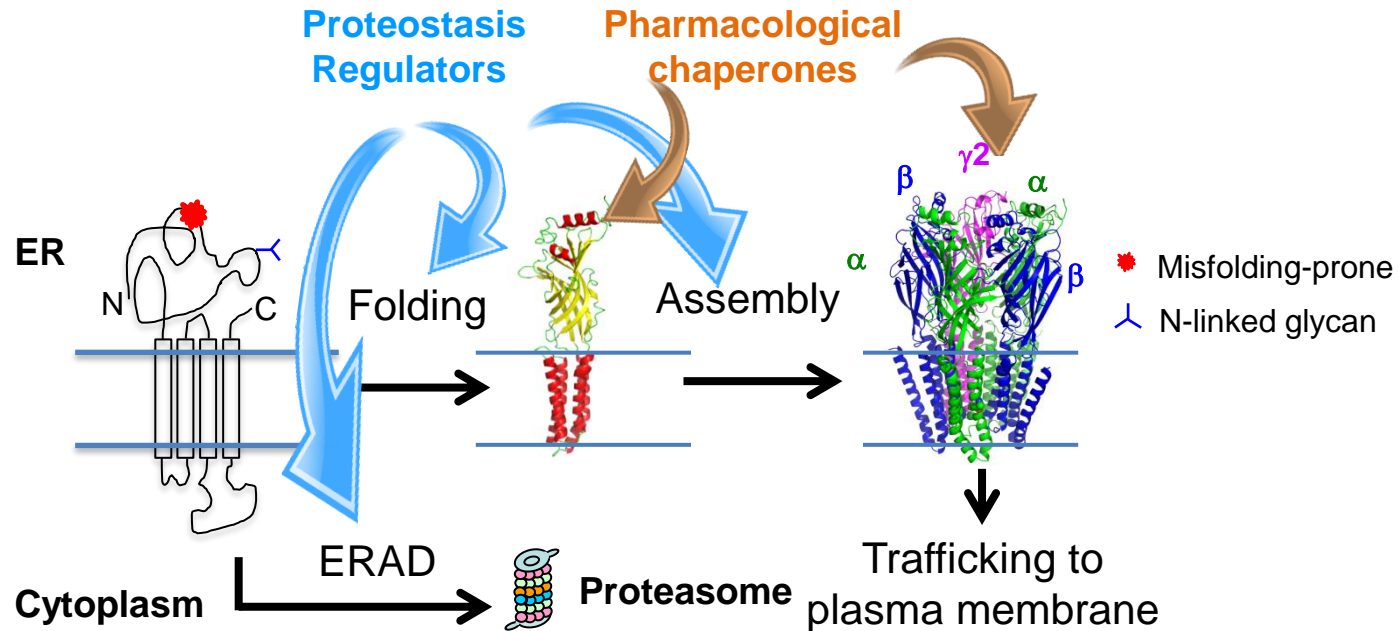 Proteostasis
Regulators
Pharmacological
chaperones
γ2
β
α
ER
α
β
Misfolding-prone
N
C
Folding
Assembly
N-linked glycan
ERAD
Cytoplasm
Proteasome
Trafficking to
plasma membrane